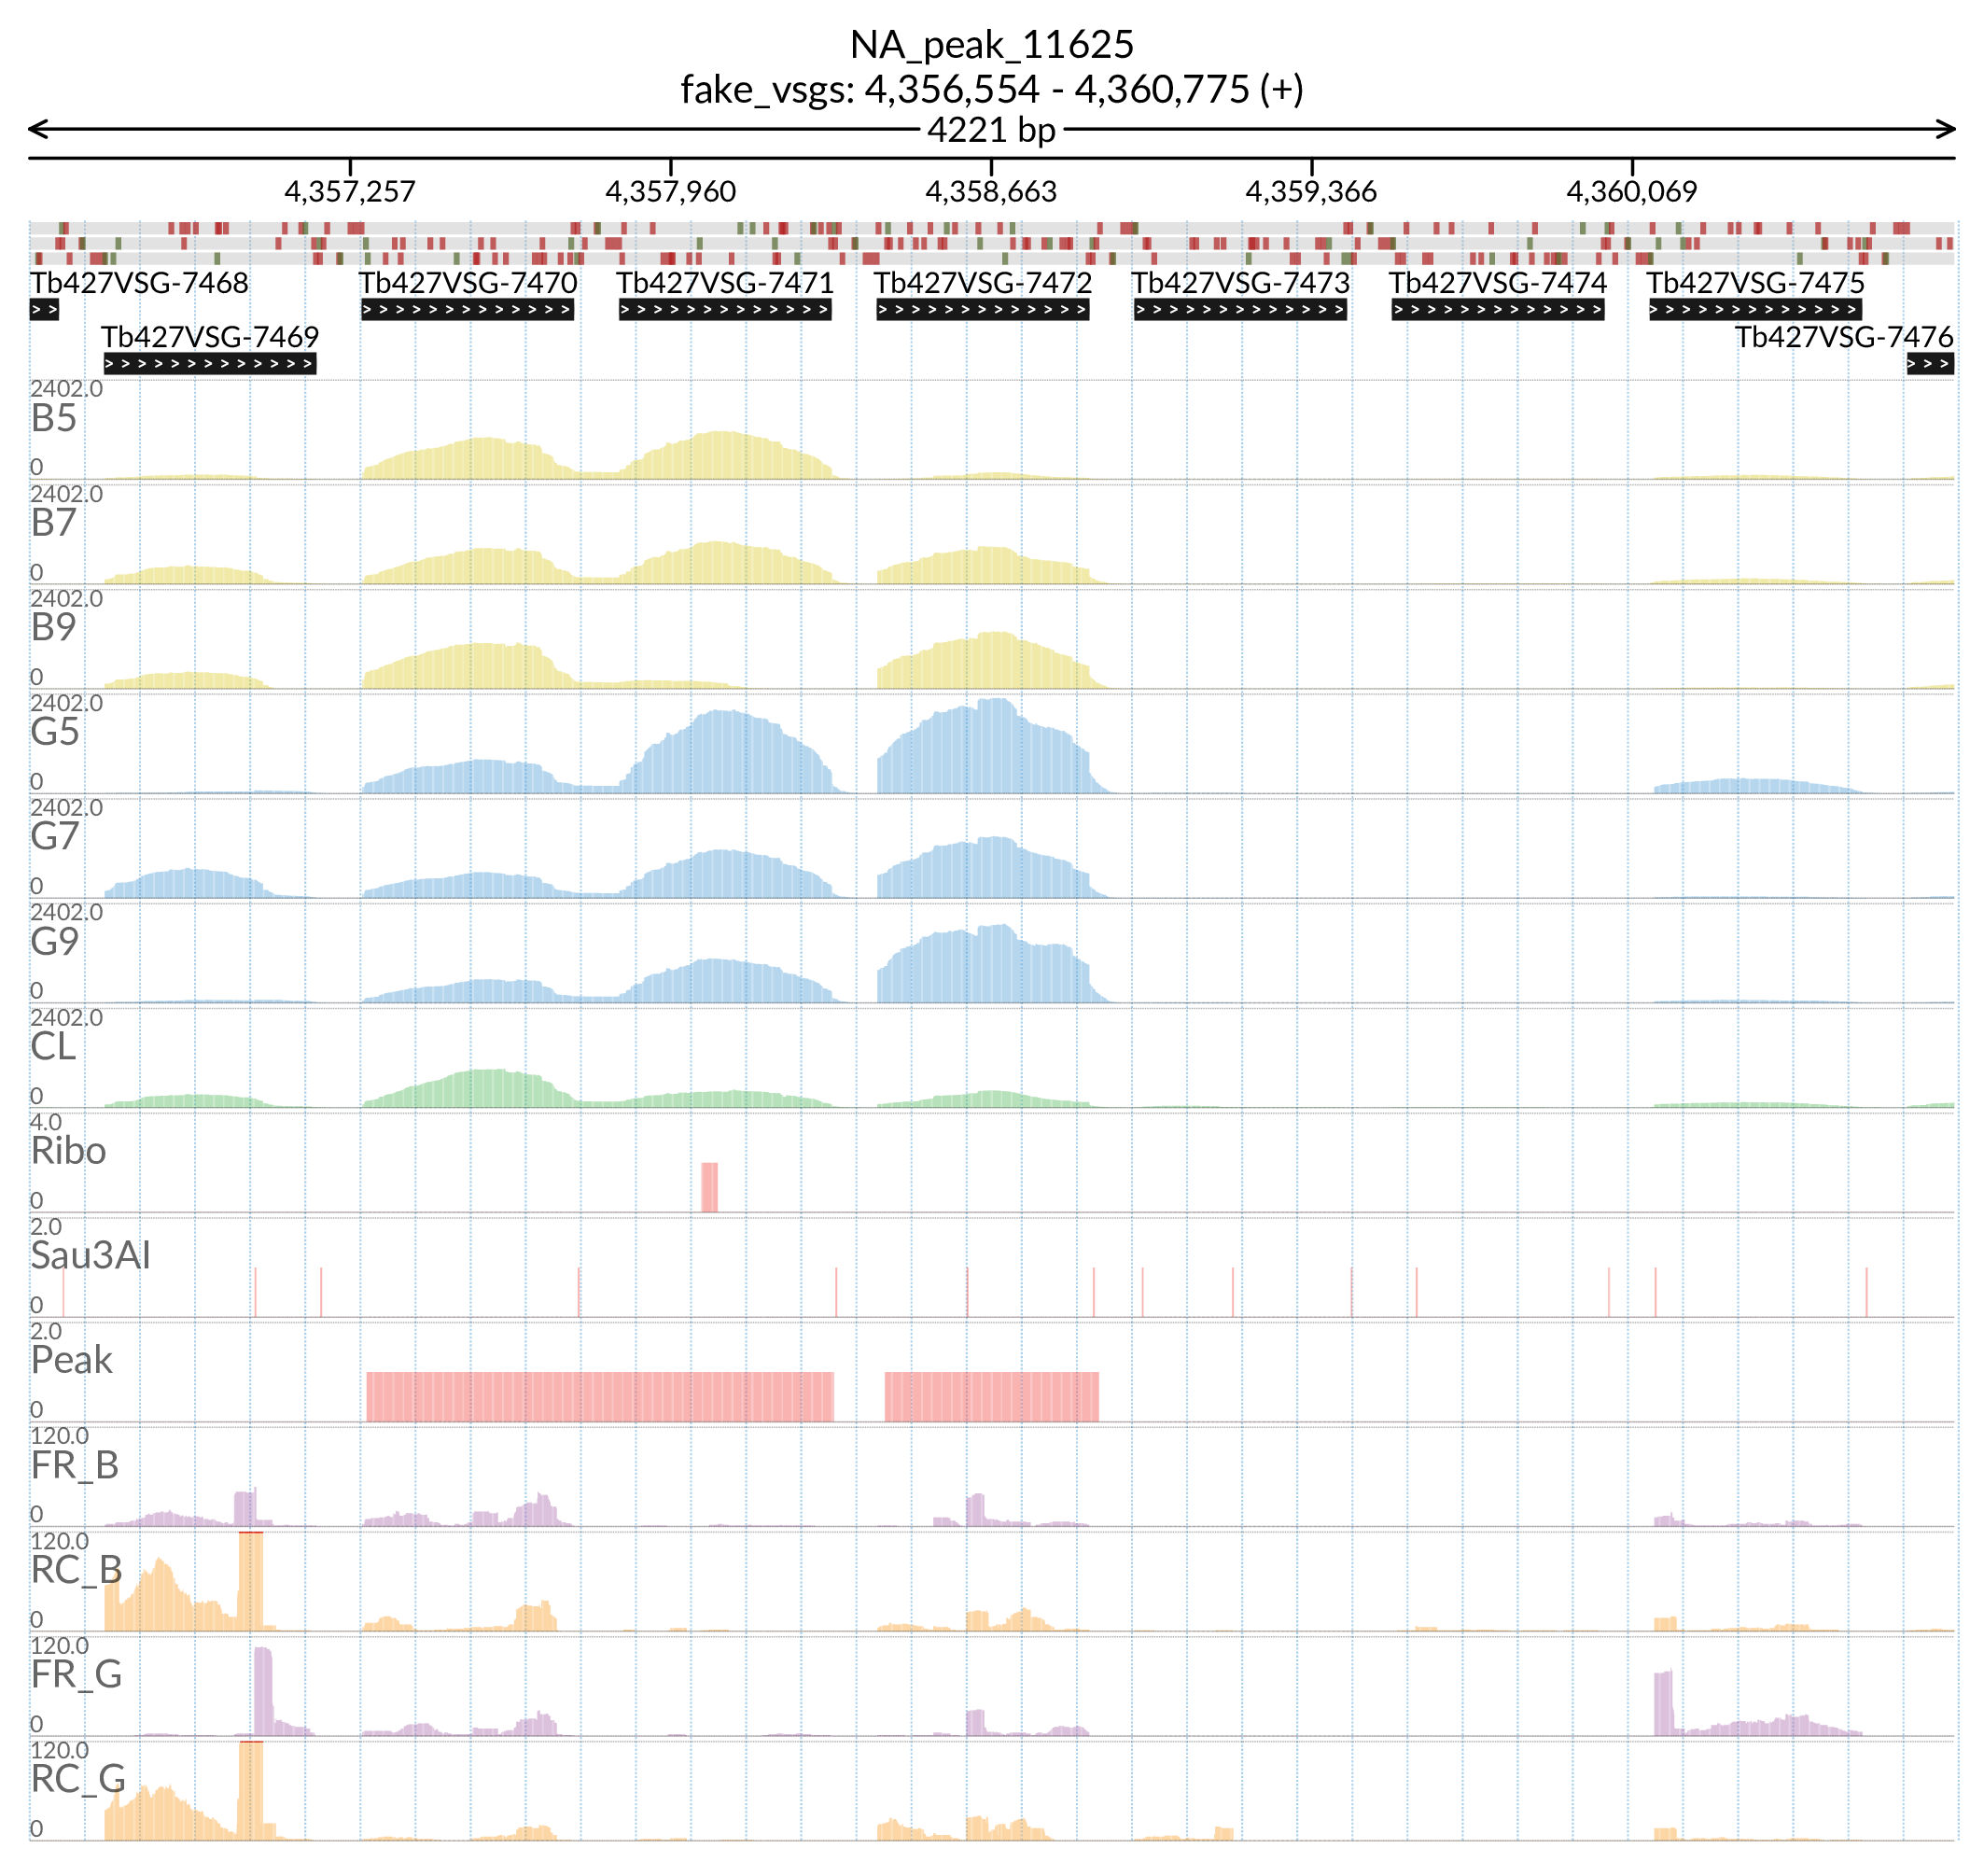 NA_peak_11625
fake_vsgs: 4,356,554 - 4,360,775 (+)
4221 bp
4,357,257 4,357,960 4,358,663 4,359,366 4,360,069
Tb427VSG-7468 Tb427VSG-7470 Tb427VSG-7471 Tb427VSG-7472 Tb427VSG-7473 Tb427VSG-7474 Tb427VSG-7475
Tb427VSG-7469 Tb427VSG-7476
2402.0
B5
0
2402.0
B7
0
2402.0
B9
0
2402.0
G5
0
2402.0
G7
0
2402.0
G9
0
2402.0
CL
0
4.0
Ribo
0
2.0
Sau3AI
0
2.0
Peak
0
120.0
FR_B
0
120.0
RC_B
0
120.0
FR_G
0
120.0
RC_G
0